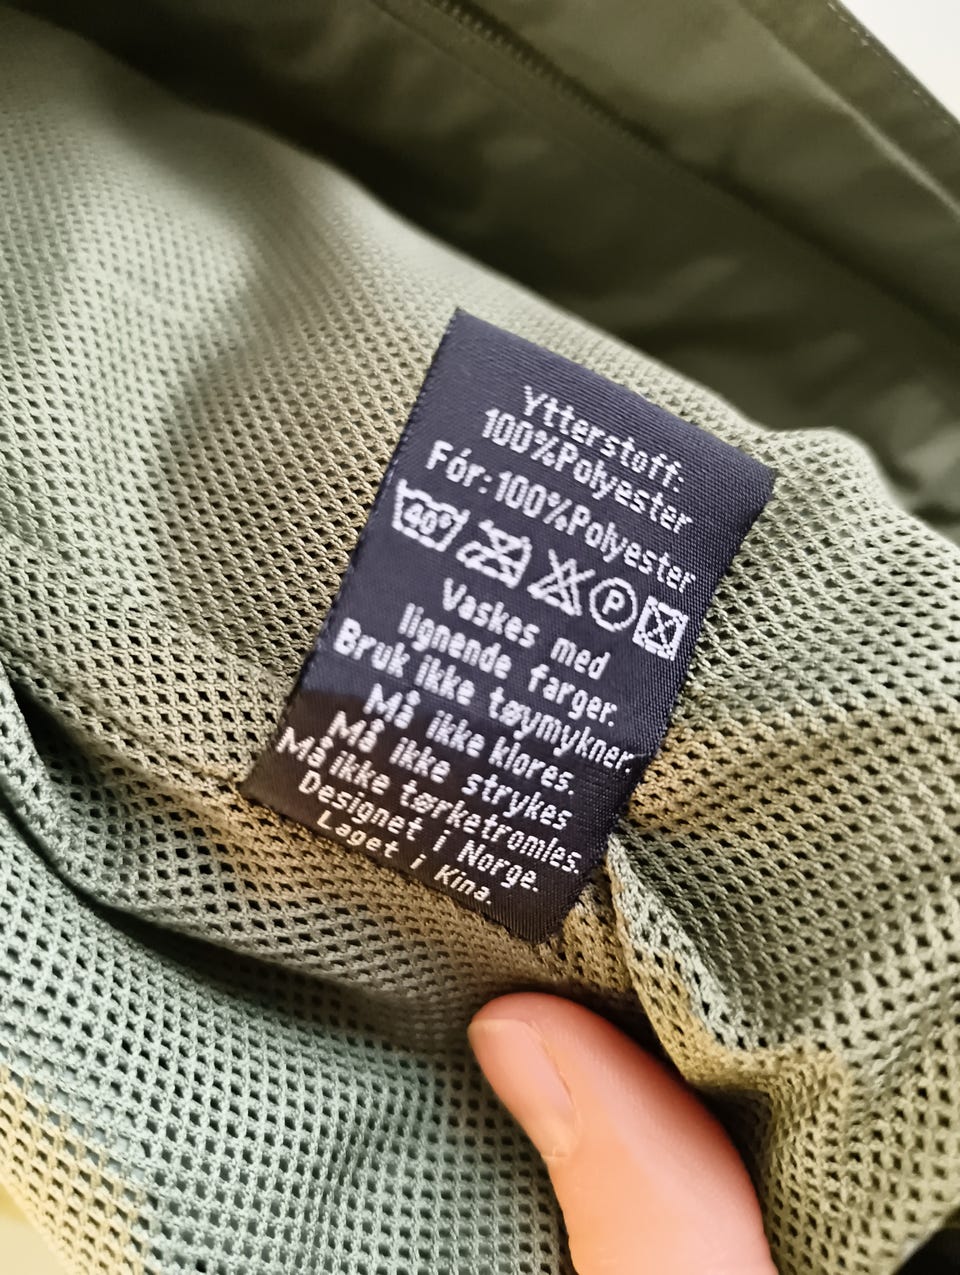 Ytterstoff:
100%Polyester
Fór:100%Polyester
40° P
Vaskes med
lignende farger.
Bruk ikke tøymykner.
Må ikke klores.
Må ikke strykes
Må ikke tørketromles.
Designet i Norge.
Laget i Kina.